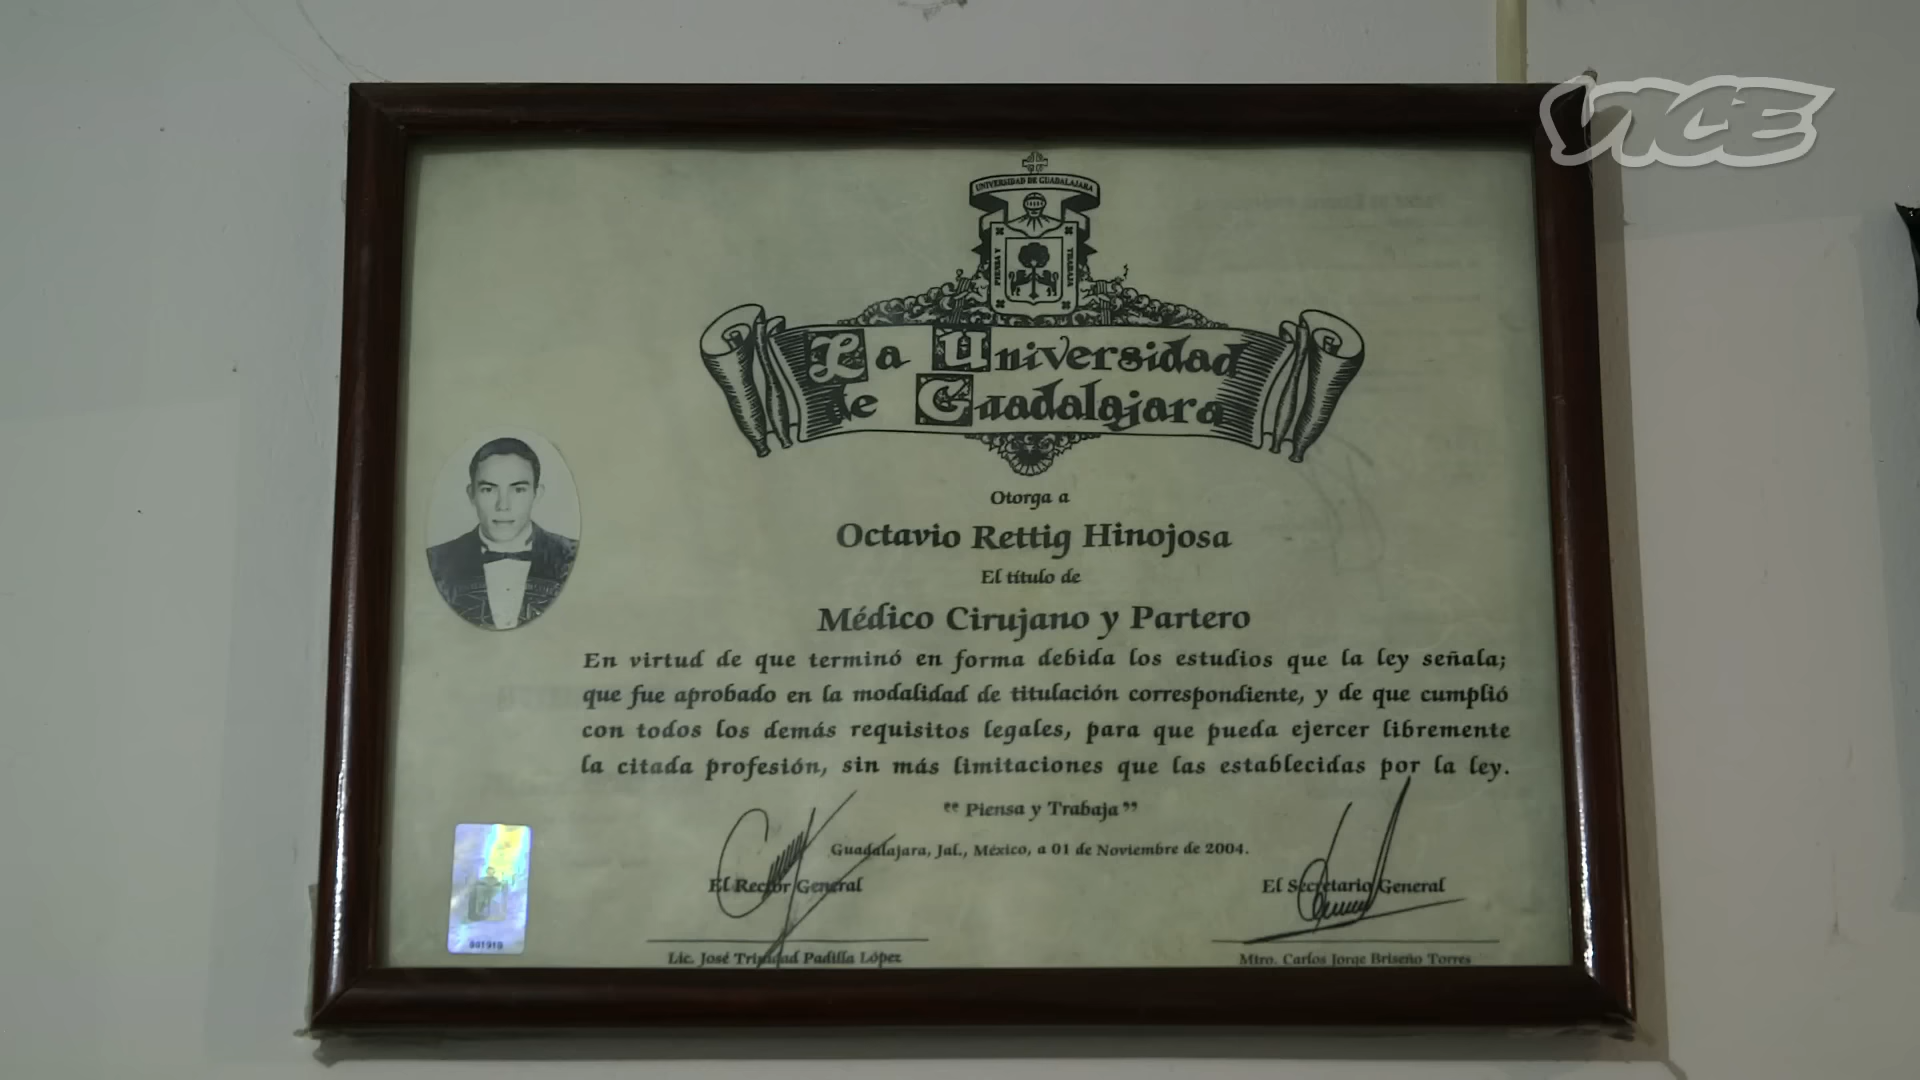 VICE
UNIVERSIDAD DE GUADALAJARA
PIENSA Y
TRABAJA
La Universidad
de Guadalajara
Otorga a
Octavio Rettig Hinojosa
El título de
Médico Cirujano y Partero
En virtud de que terminó en forma debida los estudios que la ley señala;
que fue aprobado en la modalidad de titulación correspondiente, y de que cumplió
con todos los demás requisitos legales, para que pueda ejercer libremente
la citada profesión, sin más limitaciones que las establecidas por la ley.
“ Piensa y Trabaja ”
Guadalajara, Jal., México, a 01 de Noviembre de 2004.
El Rector General
El Secretario General
Lic. José Trinidad Padilla López
Mtro. Carlos Jorge Briseño Torres